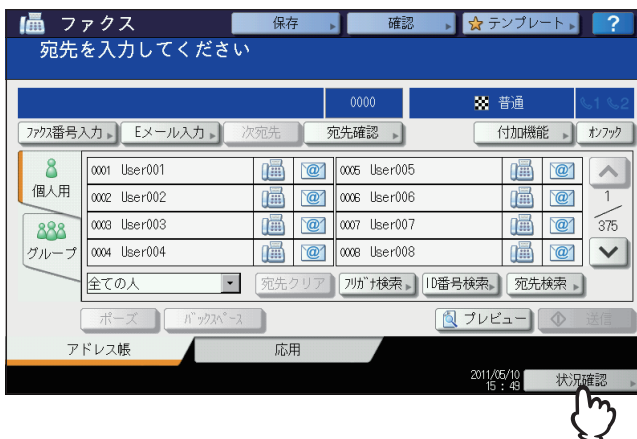 ファクス 保存 確認 テンプレート ?
宛先を入力してください
0000 普通 1 2
ﾌｧｸｽ番号入力 Eメール入力 次宛先 宛先確認 付加機能 ｵﾝﾌｯｸ
個人用
グループ
0001 User001 0005 User005
0002 User002 0006 User006
0003 User003 0007 User007
0004 User004 0008 User008
1
375
全ての人 宛先クリア ﾌﾘｶﾞﾅ検索 ID番号検索 宛先検索
ポーズ ﾊﾞｯｸｽﾍﾟｰｽ プレビュー 送信
アドレス帳 応用
2011/05/10
15 : 49
状況確認